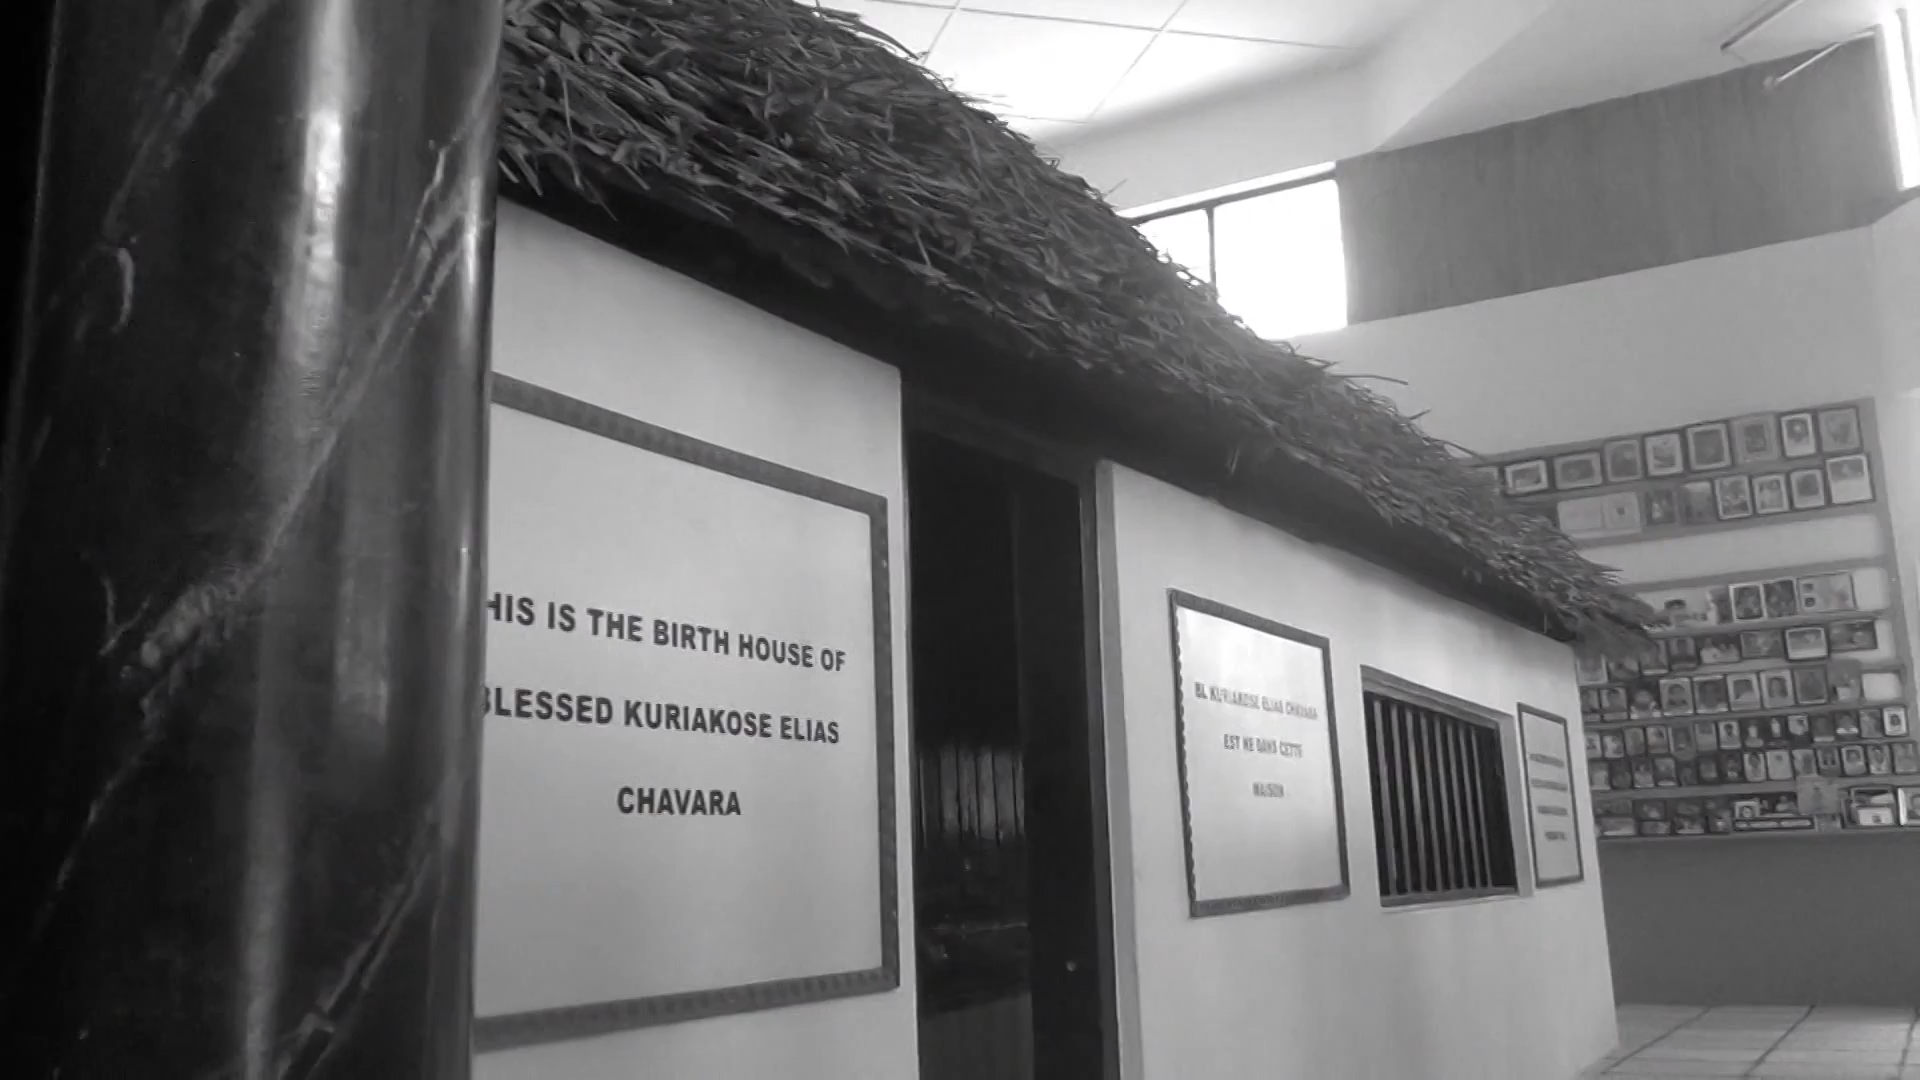 HIS IS THE BIRTH HOUSE OF
BLESSED KURIAKOSE ELIAS
CHAVARA
BL KURIAKOSE ELIAS CHAVARA
EST NE DANS CETTE
MAISON